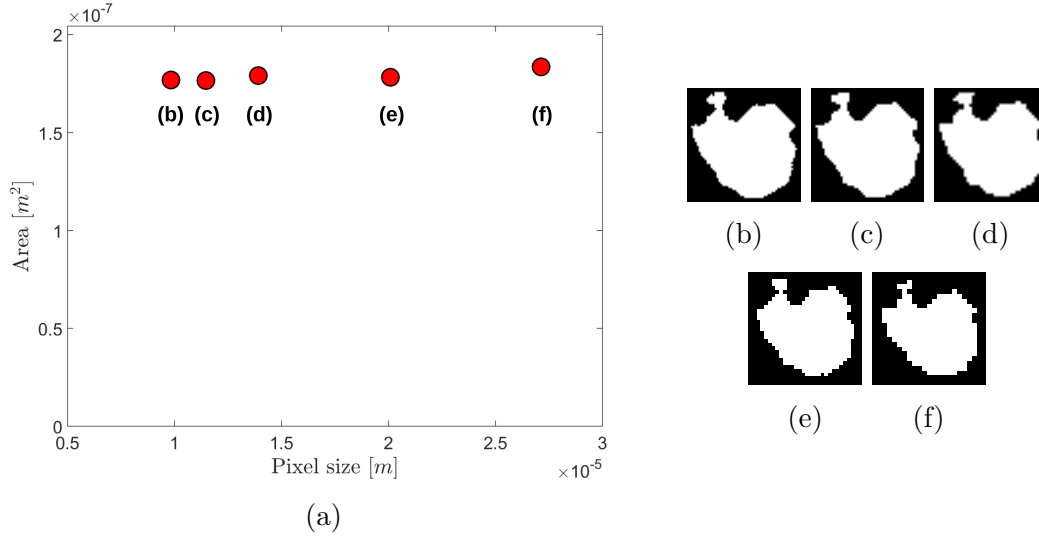 ×10⁻⁷
2
1.5
1
0.5
0
Area [m²]
(b) (c) (d) (e) (f)
0.5 1 1.5 2 2.5 3
Pixel size [m]
×10⁻⁵
(a)
(b) (c) (d)
(e) (f)